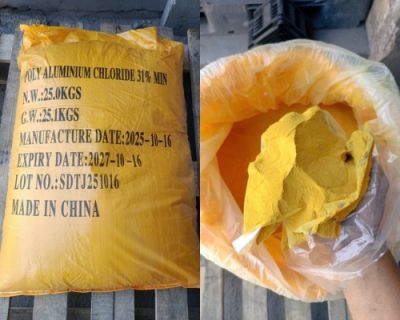 POLY ALUMINIUM CHLORIDE 31% MIN
N.W.:25.0KGS
G.W.:25.1KGS
MANUFACTURE DATE:2025-10-16
EXPIRY DATE:2027-10-16
LOT NO.:SDTJ251016
MADE IN CHINA